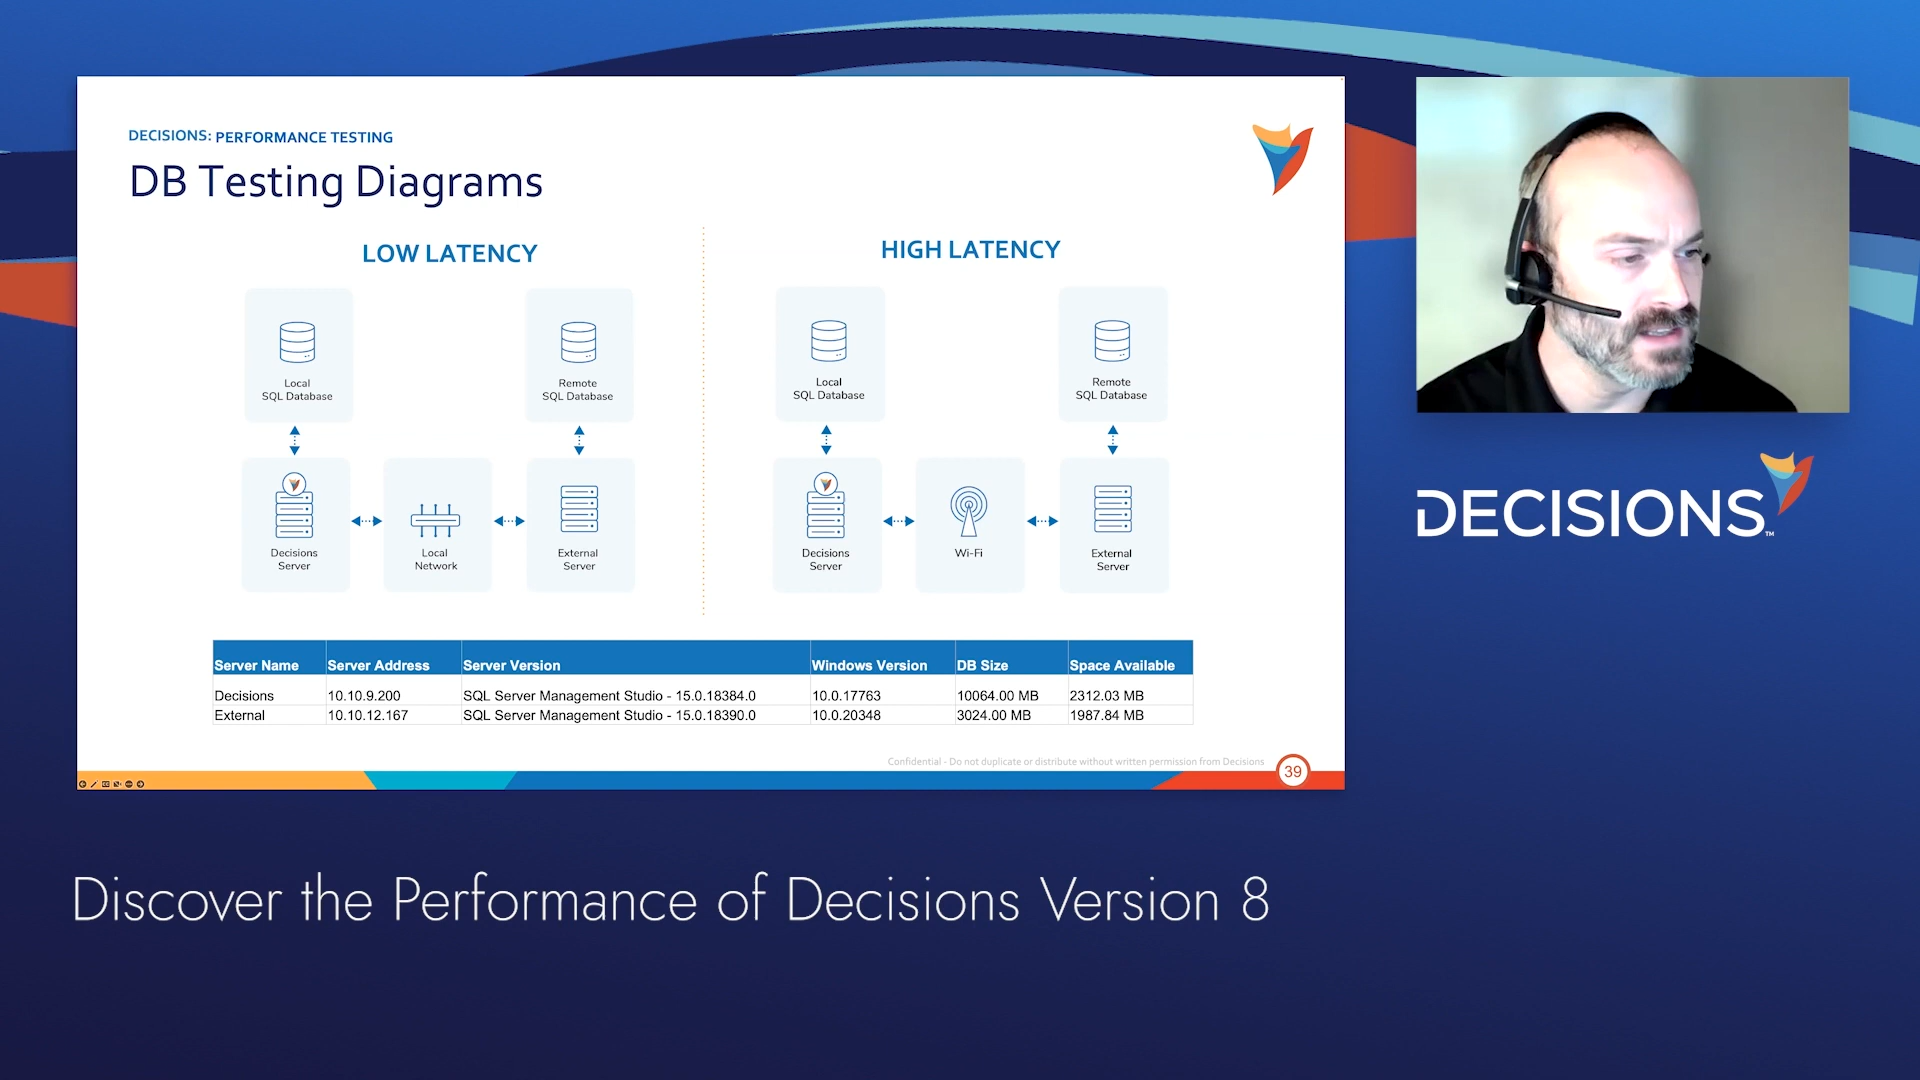 DECISIONS: PERFORMANCE TESTING
DB Testing Diagrams
LOW LATENCY
HIGH LATENCY
Local
SQL Database
Remote
SQL Database
Local
SQL Database
Remote
SQL Database
Decisions
Server
Local
Network
External
Server
Decisions
Server
Wi-Fi
External
Server
Server Name Server Address Server Version Windows Version DB Size Space Available
Decisions 10.10.9.200 SQL Server Management Studio - 15.0.18384.0 10.0.17763 10064.00 MB 2312.03 MB
External 10.10.12.167 SQL Server Management Studio - 15.0.18390.0 10.0.20348 3024.00 MB 1987.84 MB
Confidential - Do not duplicate or distribute without written permission from Decisions
39
DECISIONS™
Discover the Performance of Decisions Version 8